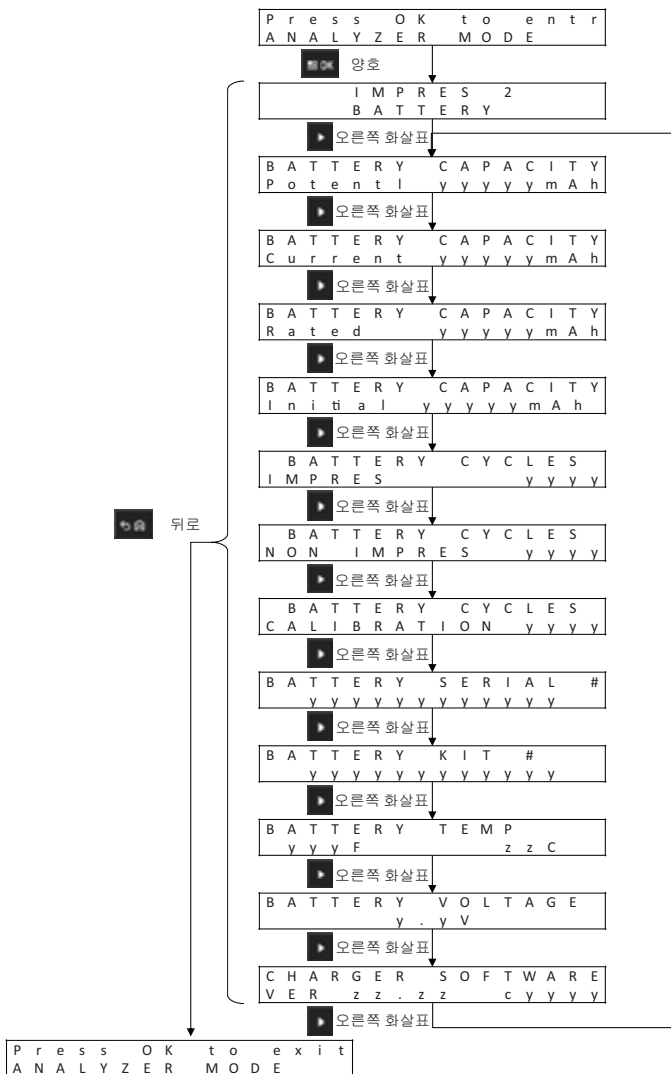 Press OK to entr
ANALYZER MODE
OK 양호
IMPRES 2
BATTERY
오른쪽 화살표
BATTERY CAPACITY
Potentl yyyyymAh
오른쪽 화살표
BATTERY CAPACITY
Current yyyyymAh
오른쪽 화살표
BATTERY CAPACITY
Rated yyyyymAh
오른쪽 화살표
BATTERY CAPACITY
Initial yyyyymAh
오른쪽 화살표
BATTERY CYCLES
IMPRES yyyy
오른쪽 화살표
뒤로
BATTERY CYCLES
NON IMPRES yyyy
오른쪽 화살표
BATTERY CYCLES
CALIBRATION yyyy
오른쪽 화살표
BATTERY SERIAL #
yyyyyyyyyyyy
오른쪽 화살표
BATTERY KIT #
yyyyyyyyyyyy
오른쪽 화살표
BATTERY TEMP
yyyF zzC
오른쪽 화살표
BATTERY VOLTAGE
y.yV
오른쪽 화살표
CHARGER SOFTWARE
VER zz.zz cyyyy
오른쪽 화살표
Press OK to exit
ANALYZER MODE